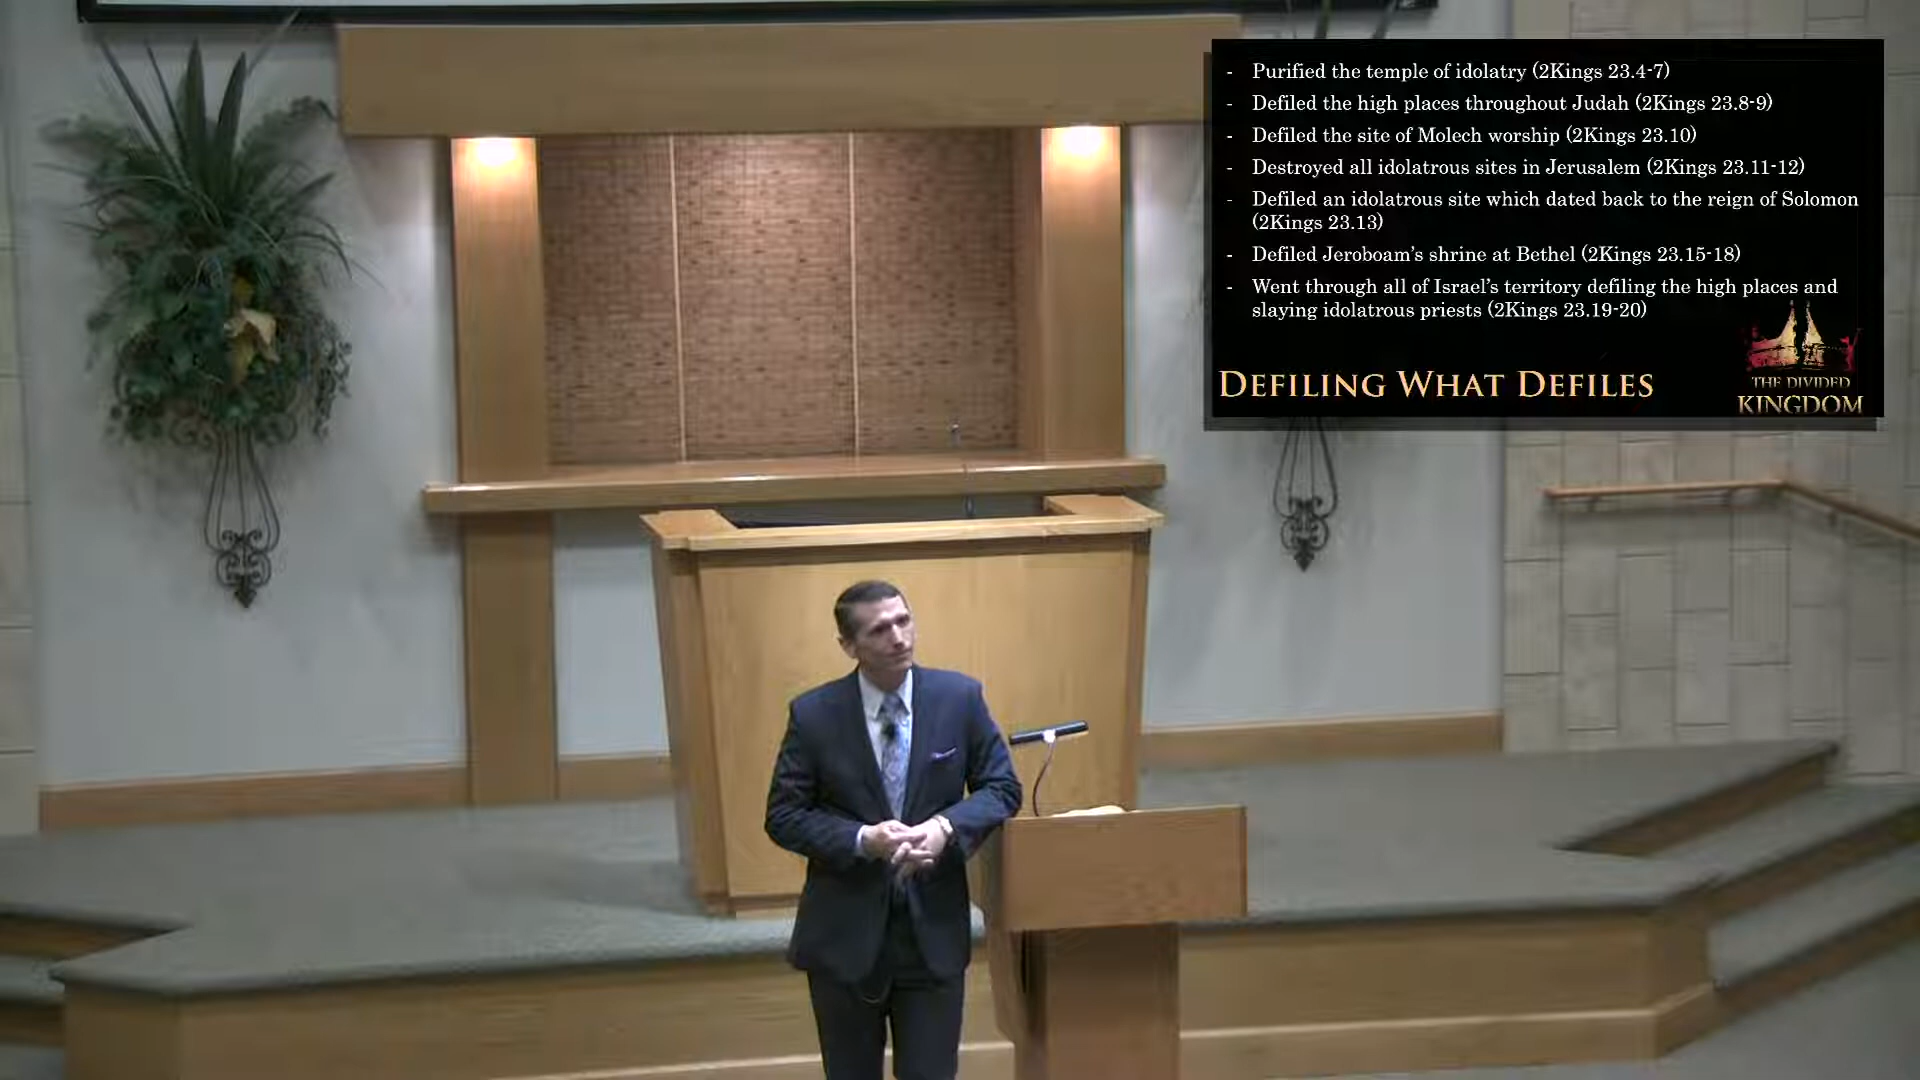 - Purified the temple of idolatry (2Kings 23.4-7)
- Defiled the high places throughout Judah (2Kings 23.8-9)
- Defiled the site of Molech worship (2Kings 23.10)
- Destroyed all idolatrous sites in Jerusalem (2Kings 23.11-12)
- Defiled an idolatrous site which dated back to the reign of Solomon
(2Kings 23.13)
- Defiled Jeroboam's shrine at Bethel (2Kings 23.15-18)
- Went through all of Israel's territory defiling the high places and
slaying idolatrous priests (2Kings 23.19-20)
DEFILING WHAT DEFILES
THE DIVIDED
KINGDOM